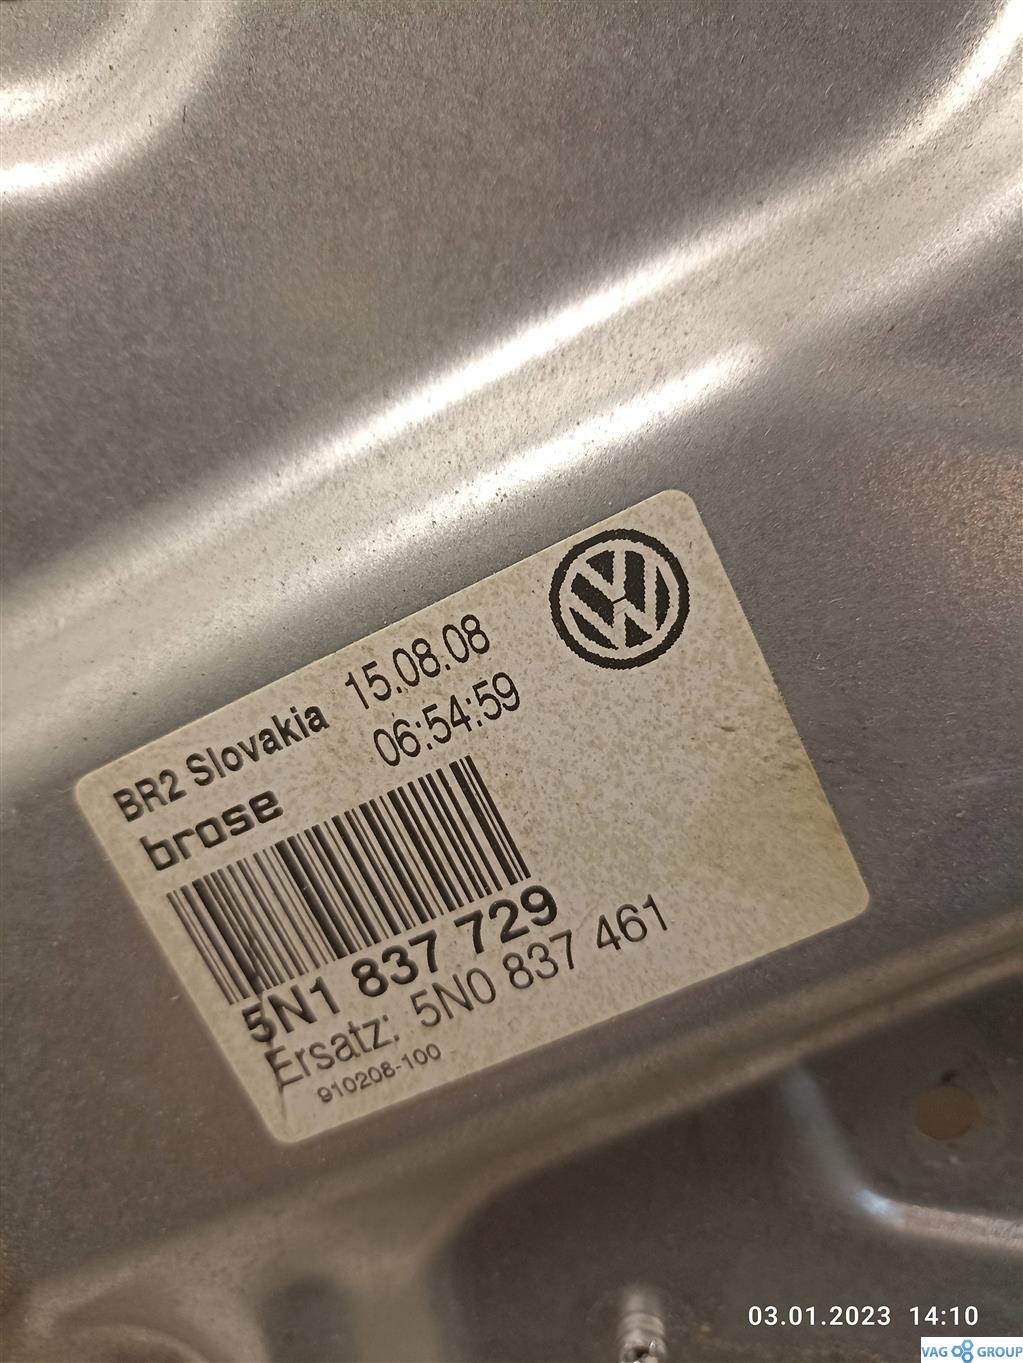 BR2 Slovakia 15.08.08
brose 06:54:59
5N1 837 729
Ersatz: 5N0 837 461
910208-100
03.01.2023 14:10
VAG GROUP